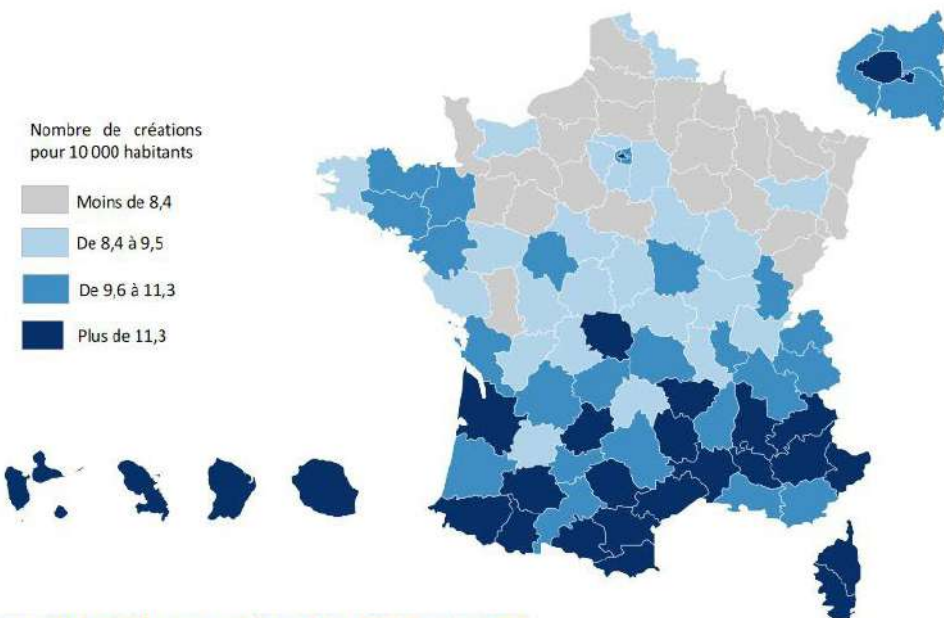 Nombre de créations
pour 10 000 habitants
Moins de 8,4
De 8,4 à 9,5
De 9,6 à 11,3
Plus de 11,3